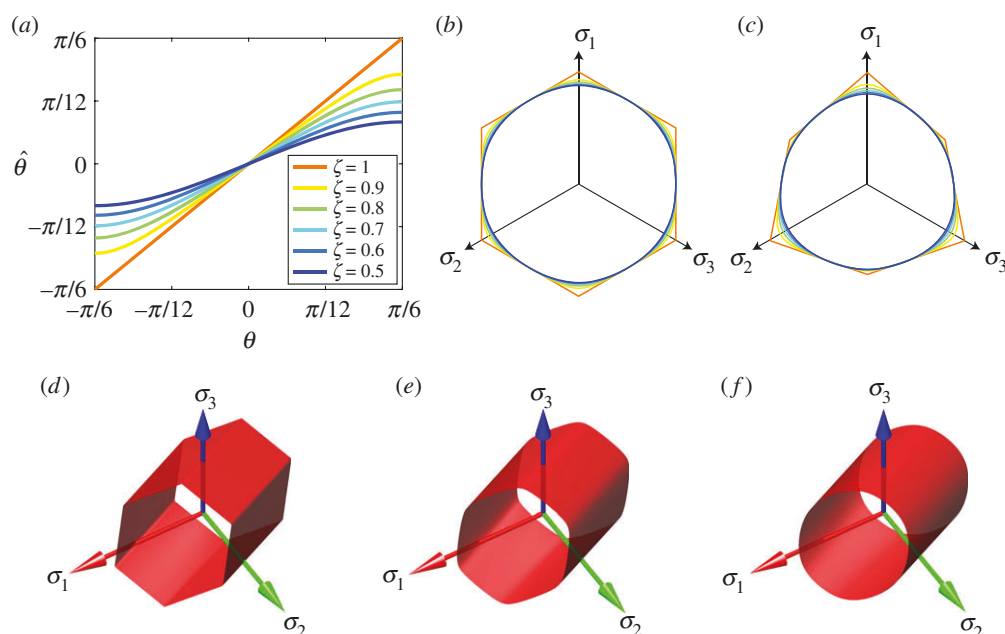 (a)
π/6
π/12
0
−π/12
−π/6
θ̂
−π/6
−π/12
0
π/12
π/6
θ
ζ = 1
ζ = 0.9
ζ = 0.8
ζ = 0.7
ζ = 0.6
ζ = 0.5
(b)
σ1
σ2
σ3
(c)
σ1
σ2
σ3
(d)
σ3
σ1
σ2
(e)
σ3
σ1
σ2
(f)
σ3
σ1
σ2